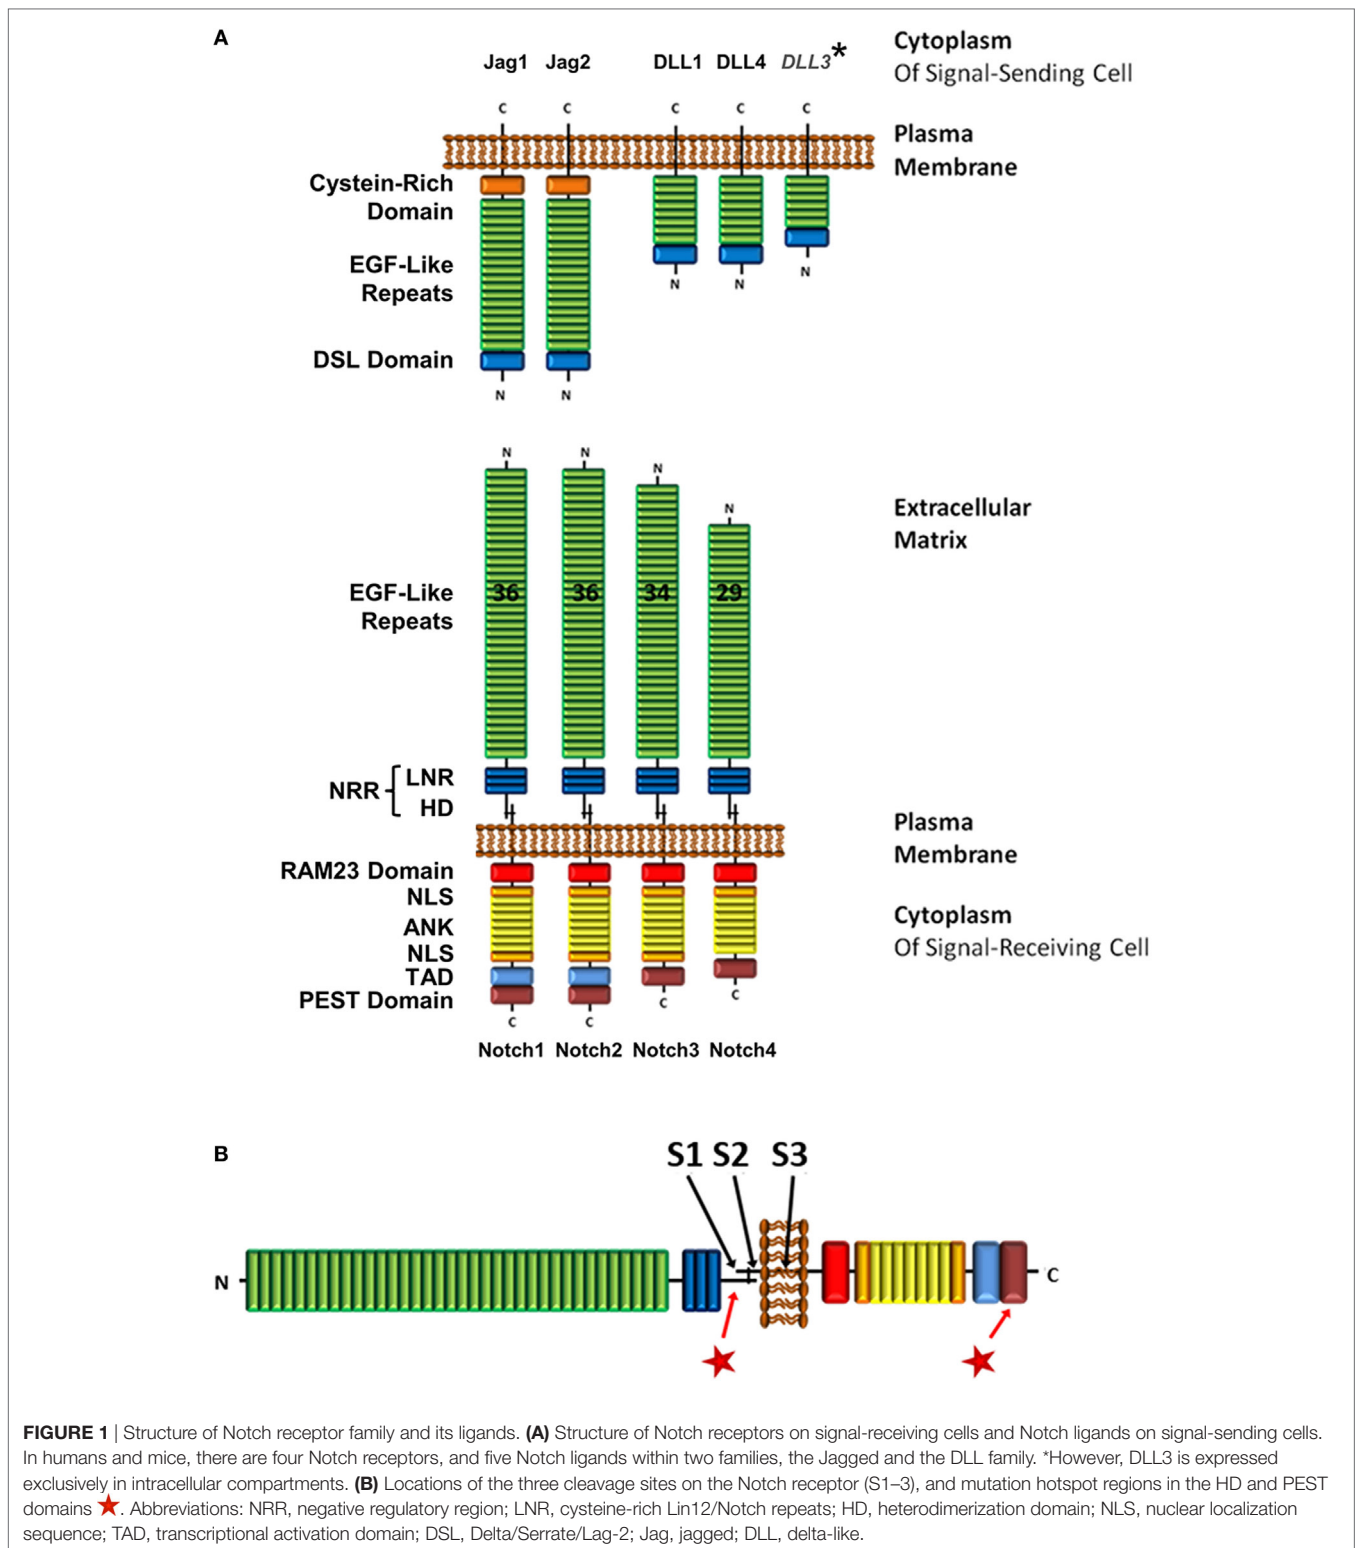 A
Jag1 Jag2 DLL1 DLL4 DLL3*
Cytoplasm
Of Signal-Sending Cell
C C C C C
Plasma
Membrane
Cystein-Rich
Domain
EGF-Like
Repeats
DSL Domain
N N N N N
N N N N
Extracellular
Matrix
EGF-Like
Repeats
36 36 34 29
NRR
LNR
HD
Plasma
Membrane
RAM23 Domain
NLS
ANK
NLS
TAD
PEST Domain
Cytoplasm
Of Signal-Receiving Cell
C C C C
Notch1 Notch2 Notch3 Notch4
B
S1 S2 S3
N C
FIGURE 1 | Structure of Notch receptor family and its ligands. (A) Structure of Notch receptors on signal-receiving cells and Notch ligands on signal-sending cells.
In humans and mice, there are four Notch receptors, and five Notch ligands within two families, the Jagged and the DLL family. *However, DLL3 is expressed
exclusively in intracellular compartments. (B) Locations of the three cleavage sites on the Notch receptor (S1–3), and mutation hotspot regions in the HD and PEST
domains ★. Abbreviations: NRR, negative regulatory region; LNR, cysteine-rich Lin12/Notch repeats; HD, heterodimerization domain; NLS, nuclear localization
sequence; TAD, transcriptional activation domain; DSL, Delta/Serrate/Lag-2; Jag, jagged; DLL, delta-like.